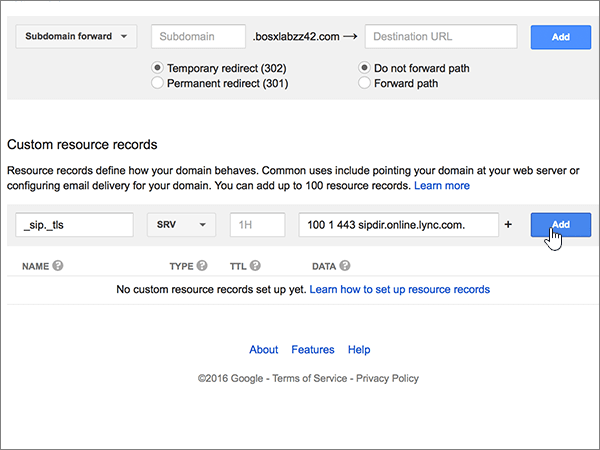 Subdomain forward Subdomain .bosxlabzz42.com → Destination URL Add
Temporary redirect (302) Do not forward path
Permanent redirect (301) Forward path
Custom resource records
Resource records define how your domain behaves. Common uses include pointing your domain at your web server or
configuring email delivery for your domain. You can add up to 100 resource records. Learn more
_sip._tls SRV 1H 100 1 443 sipdir.online.lync.com. + Add
NAME ? TYPE ? TTL ? DATA ?
No custom resource records set up yet. Learn how to set up resource records
About Features Help
©2016 Google - Terms of Service - Privacy Policy